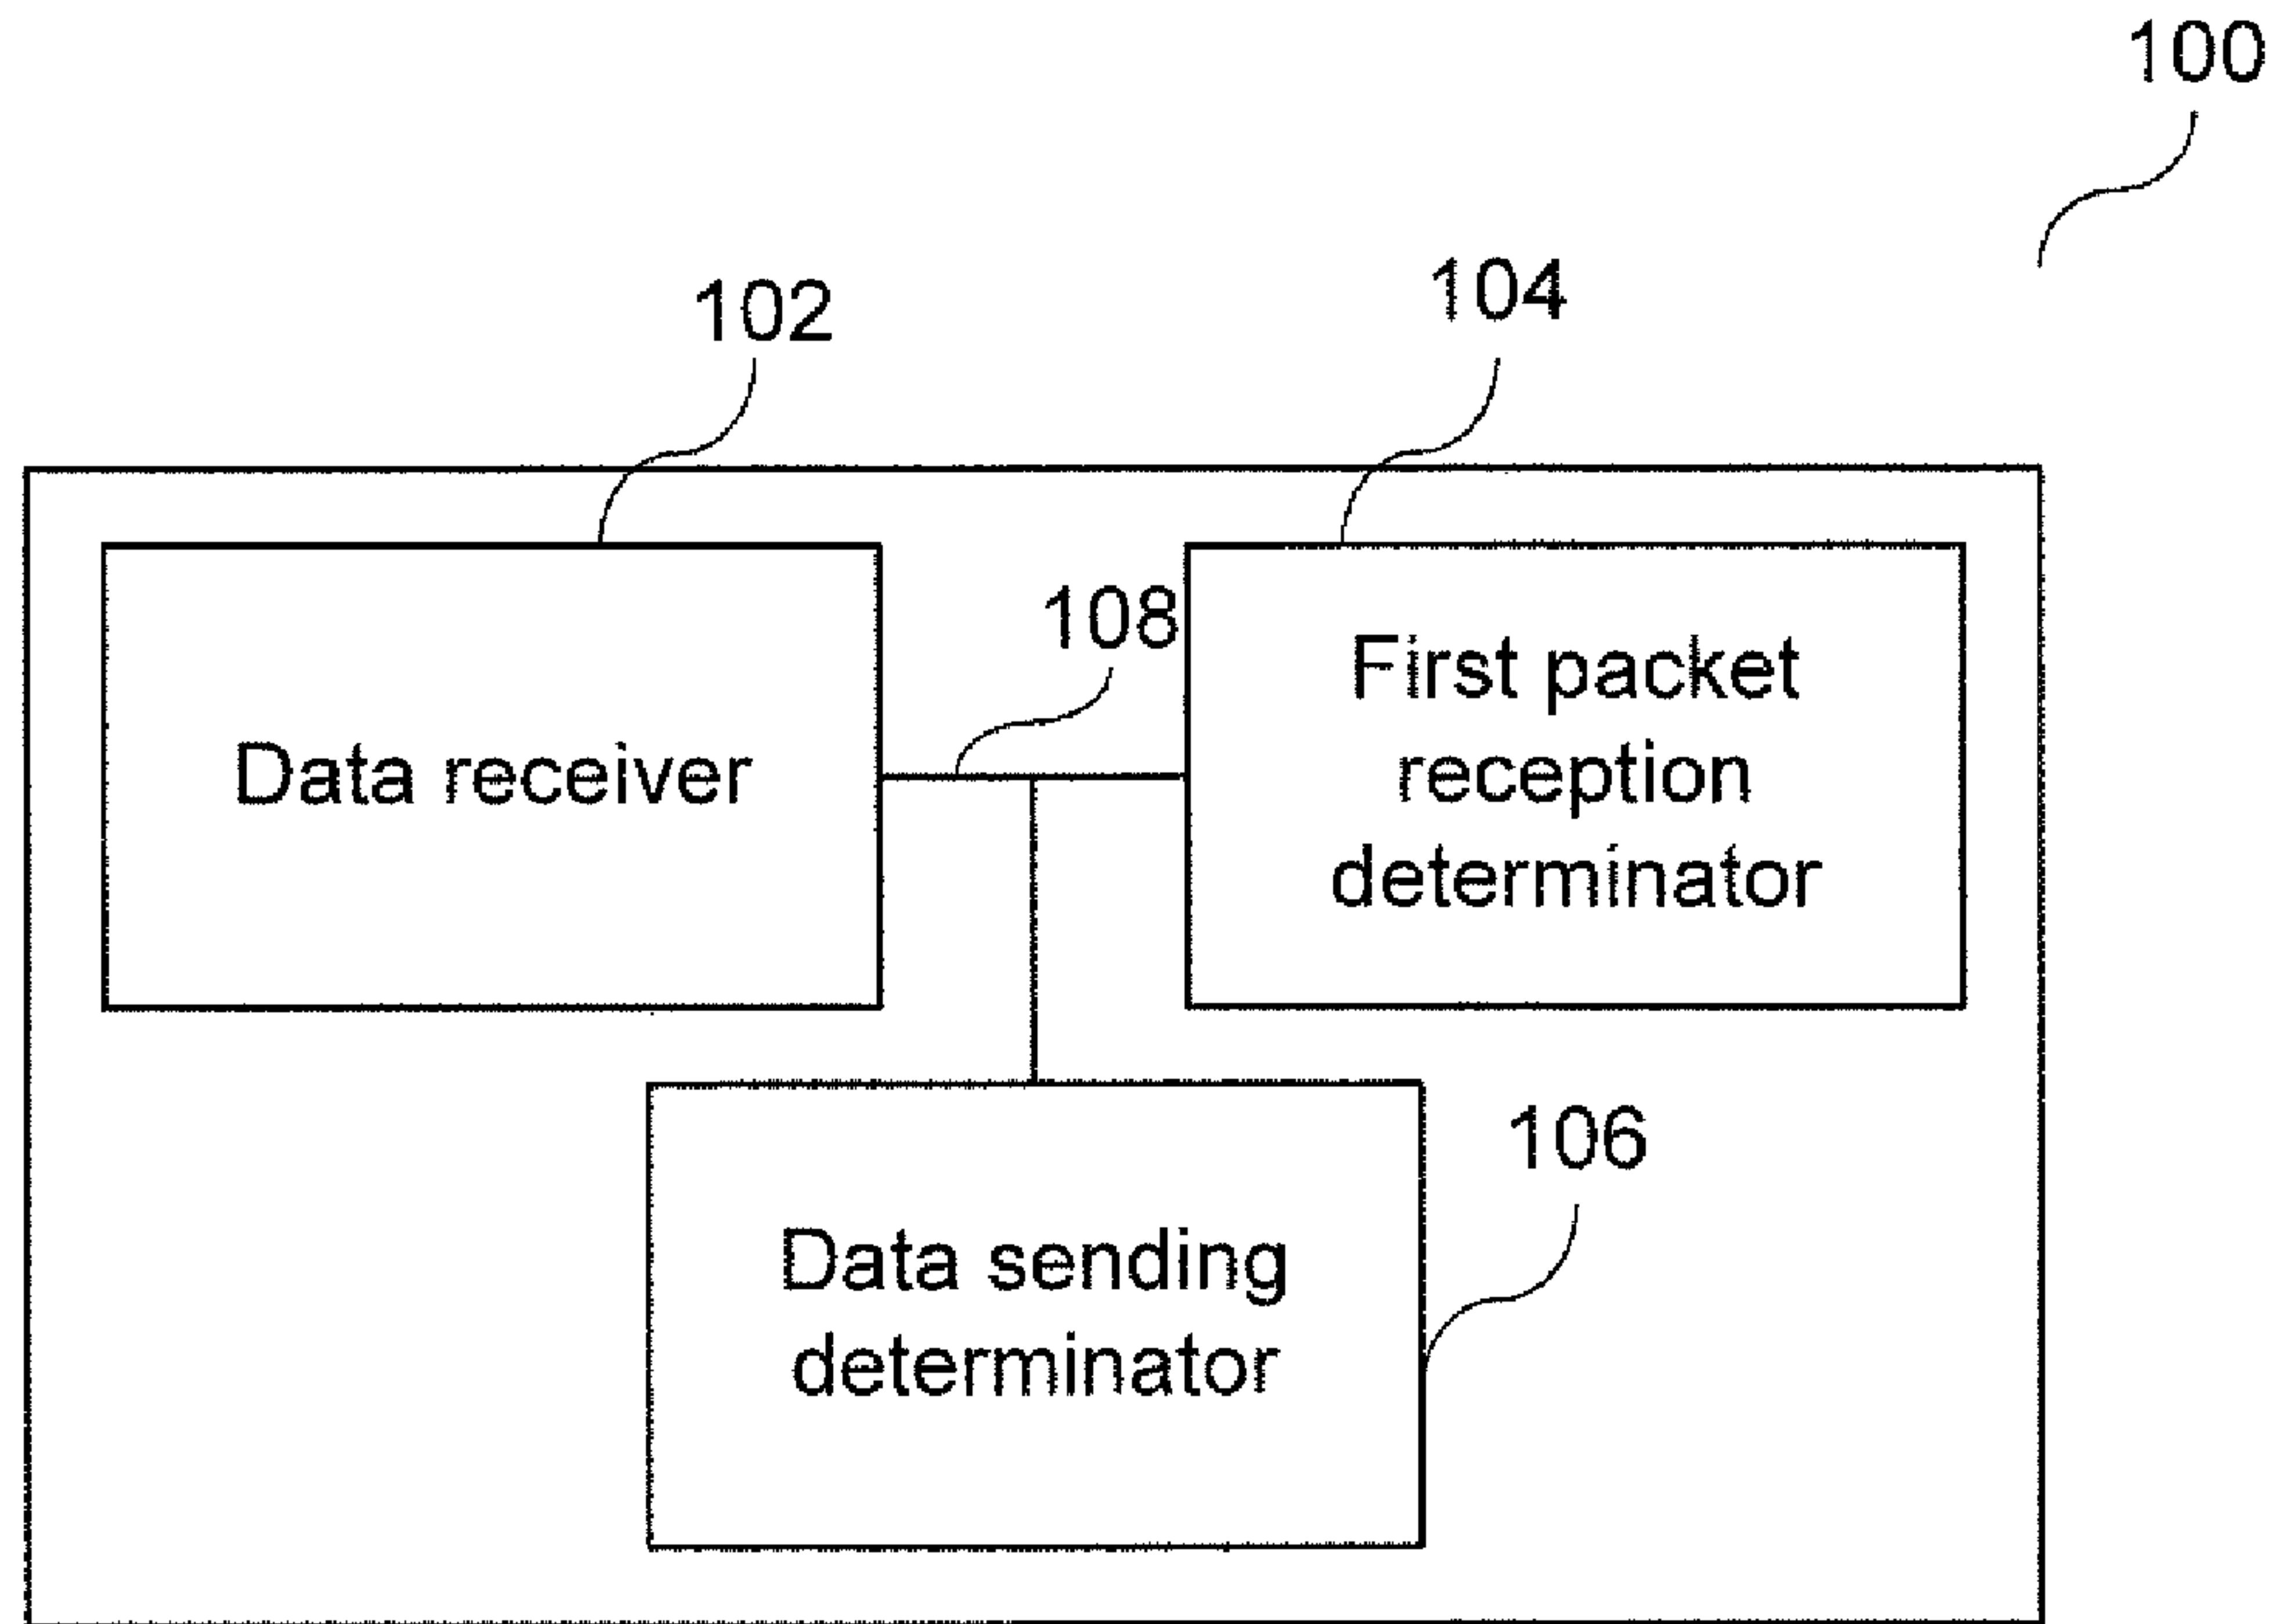 100
102
104
108
Data receiver
First packet
reception
determinator
106
Data sending
determinator